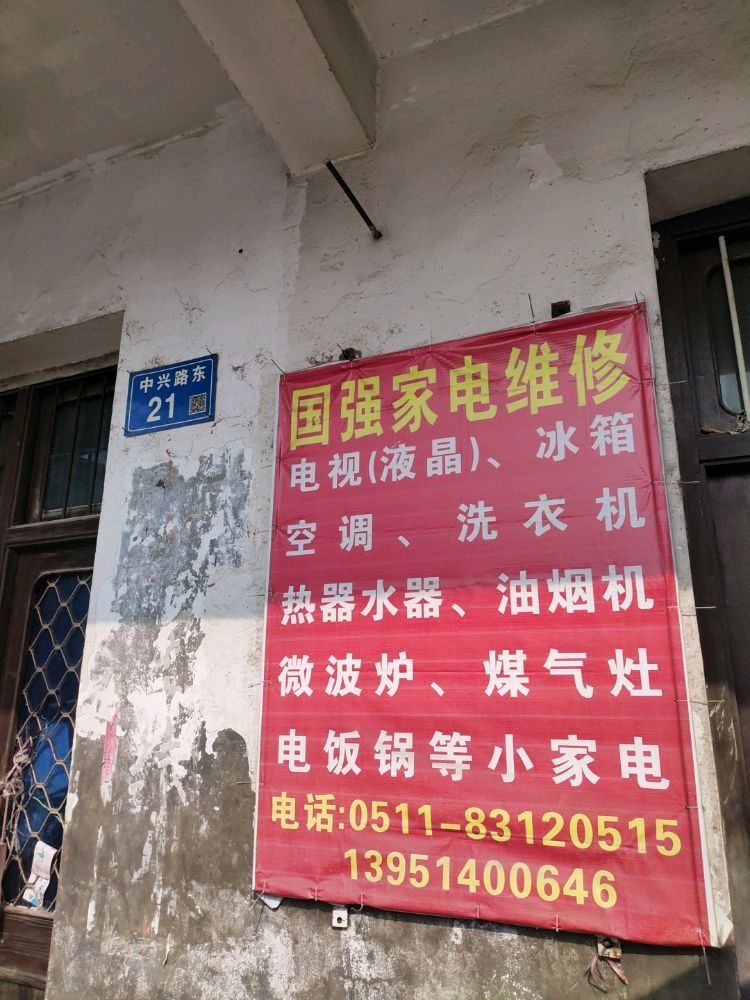 中兴路东
21
国强家电维修
电视(液晶)、冰箱
空调、洗衣机
热器水器、油烟机
微波炉、煤气灶
电饭锅等小家电
电话:0511-83120515
13951400646